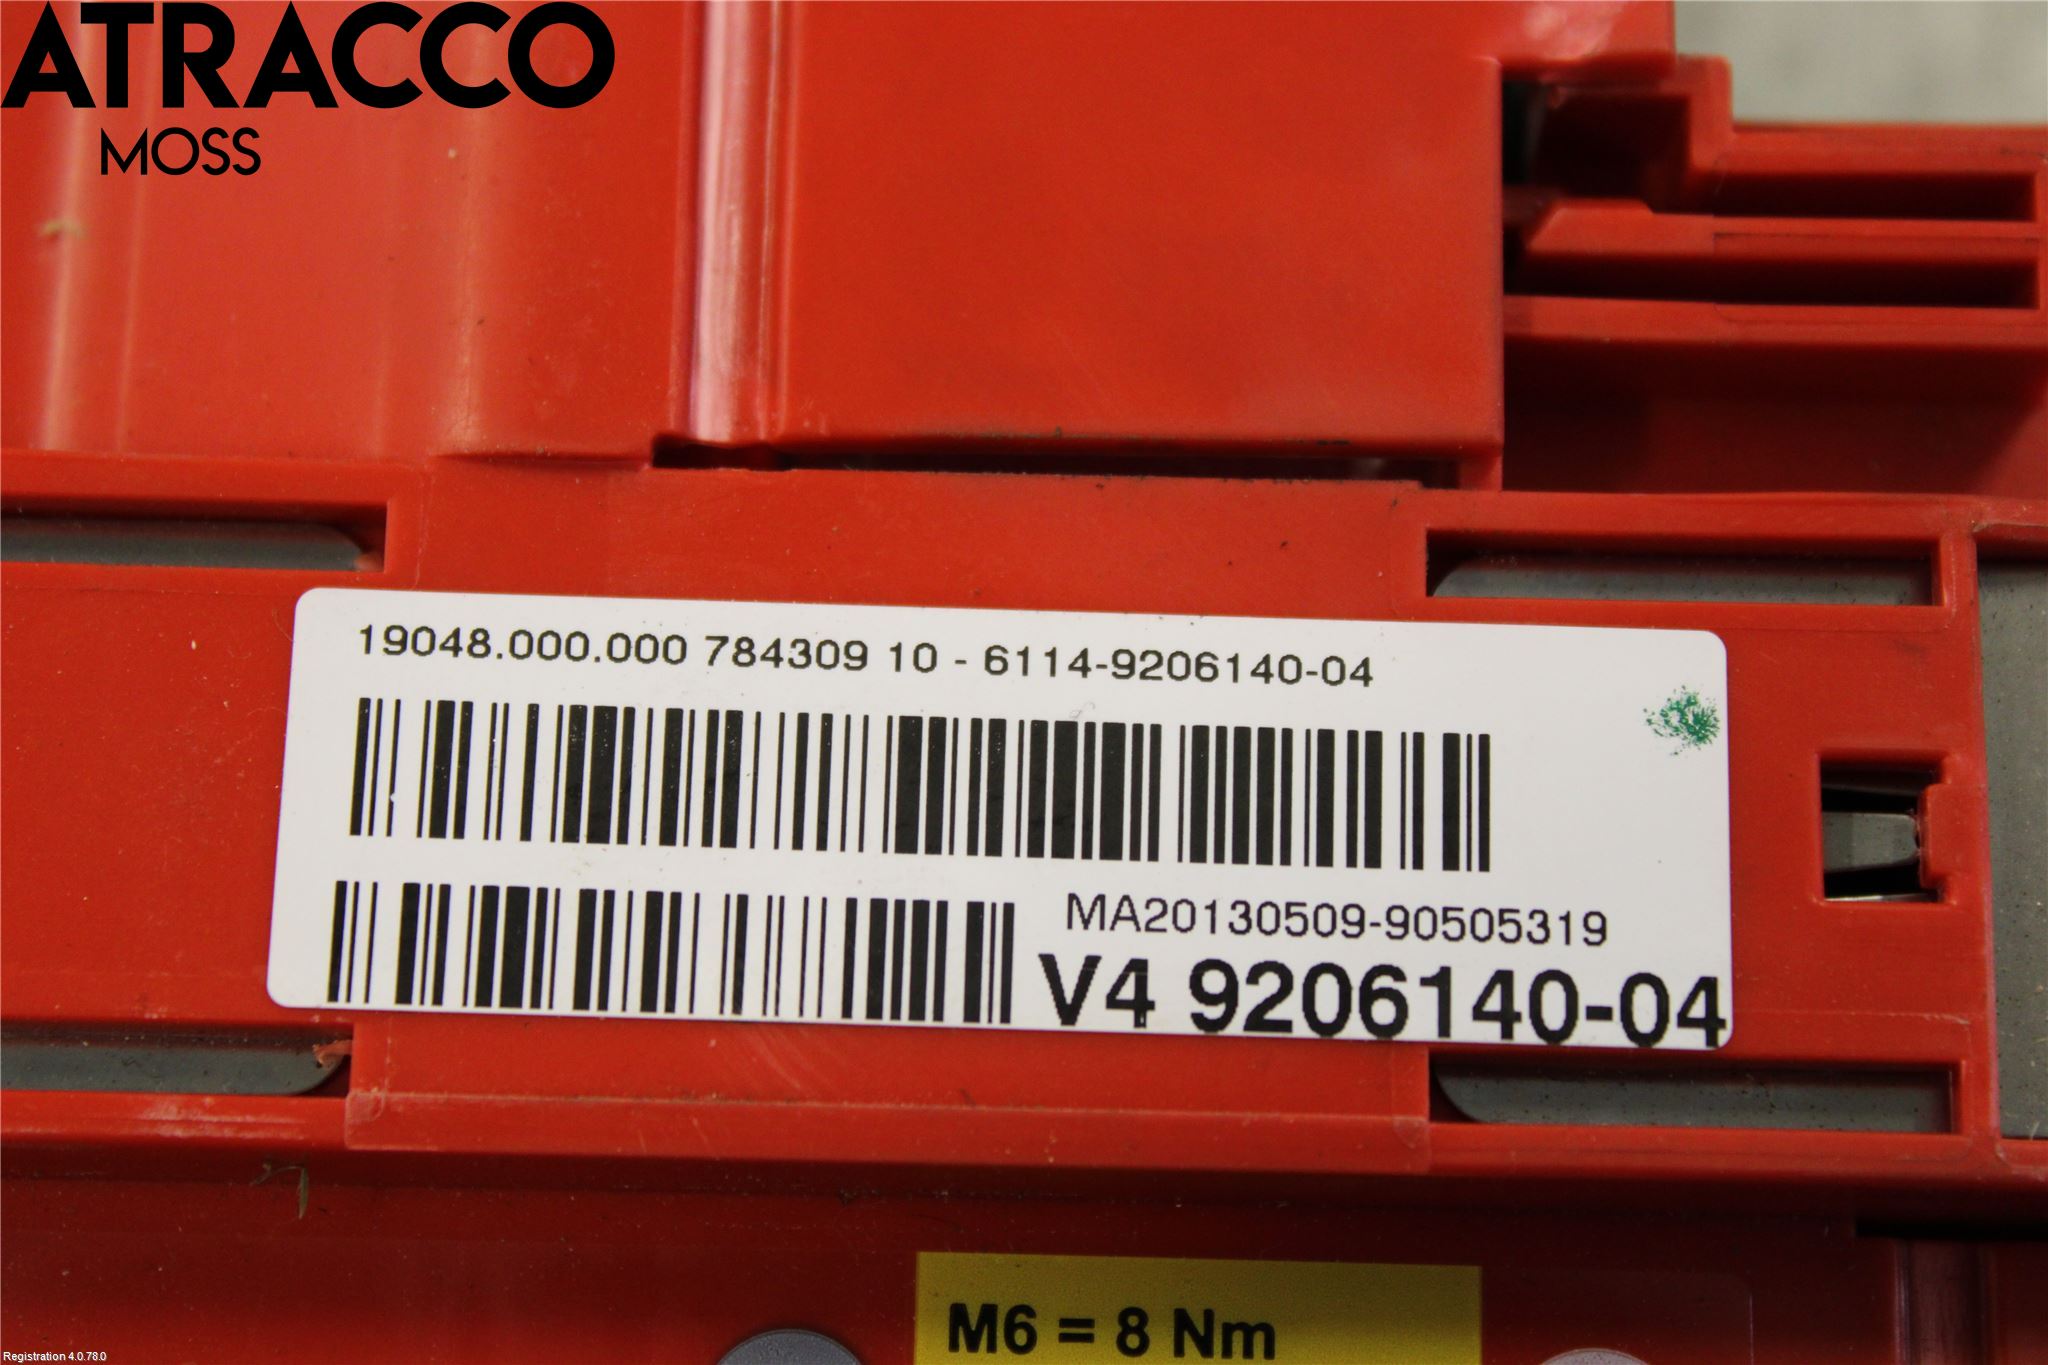 ATRACCO
MOSS
19048.000.000 784309 10 - 6114-9206140-04
MA20130509-90505319
V4 9206140-04
M6 = 8 Nm
Registration 4.0.78.0